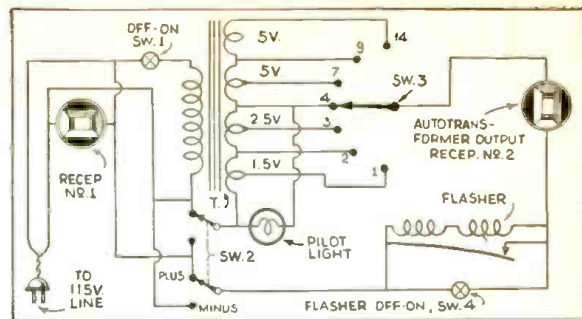 OFF-ON
SW.1
5V.
14
9
5V.
7
4
SW.3
2.5V.
3
2
1.5V.
1
RECEP.
Nº.1
AUTOTRANS-
FORMER OUTPUT
RECEP. Nº.2
T.
FLASHER
PILOT
LIGHT
SW.2
PLUS
MINUS
TO
115V.
LINE
FLASHER OFF-ON, SW.4